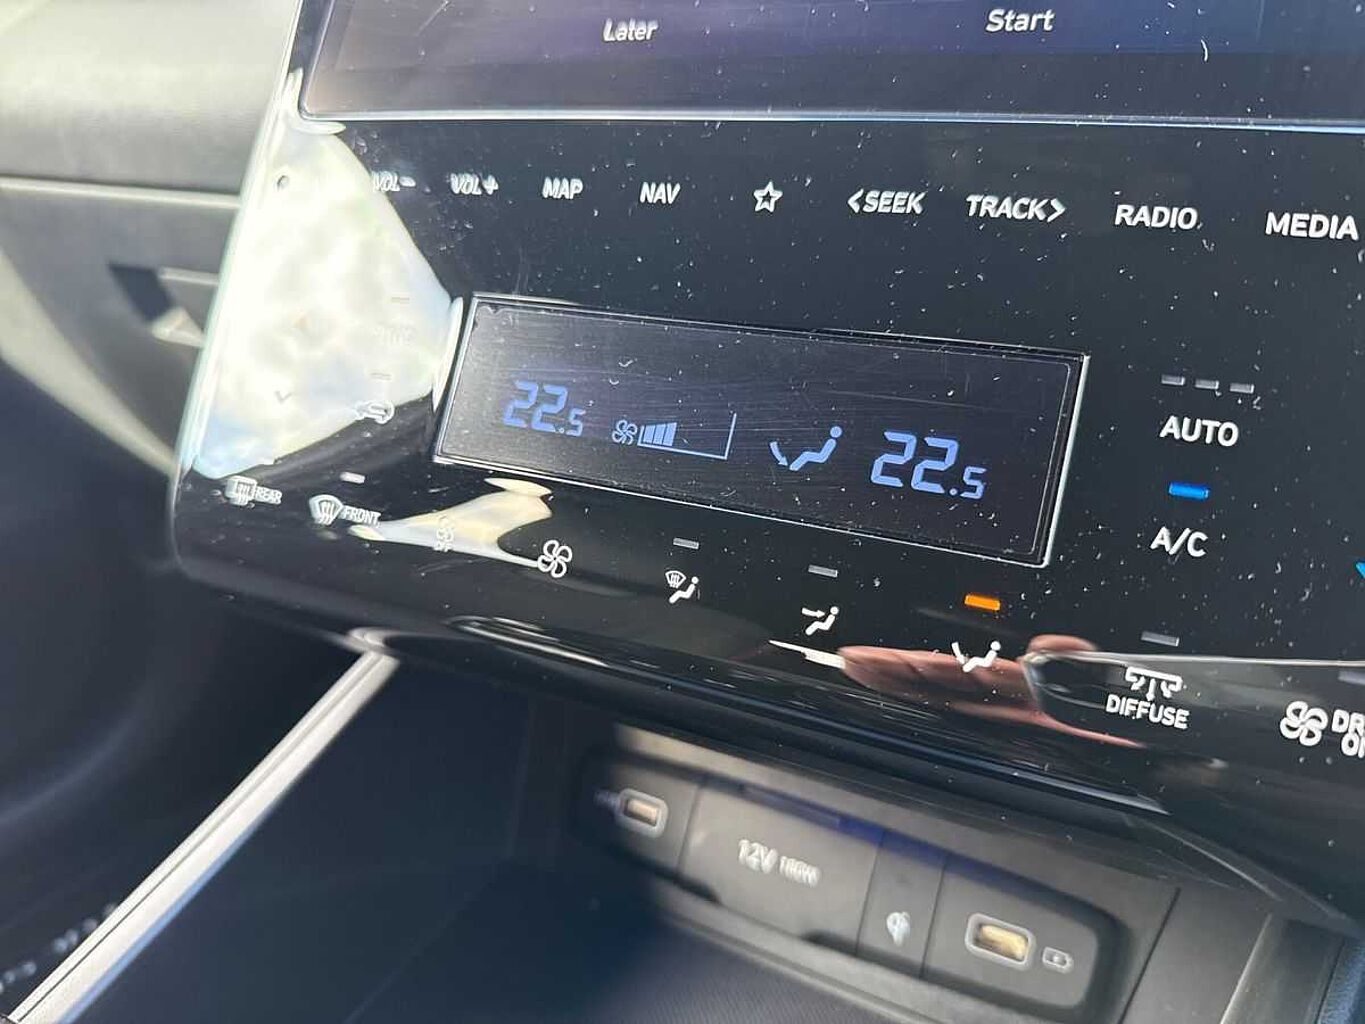 Later Start
VOL- VOL+ MAP NAV ☆ <SEEK TRACK> RADIO MEDIA
22.5 22.5
AUTO
A/C
REAR FRONT
DIFFUSE
12V 180W